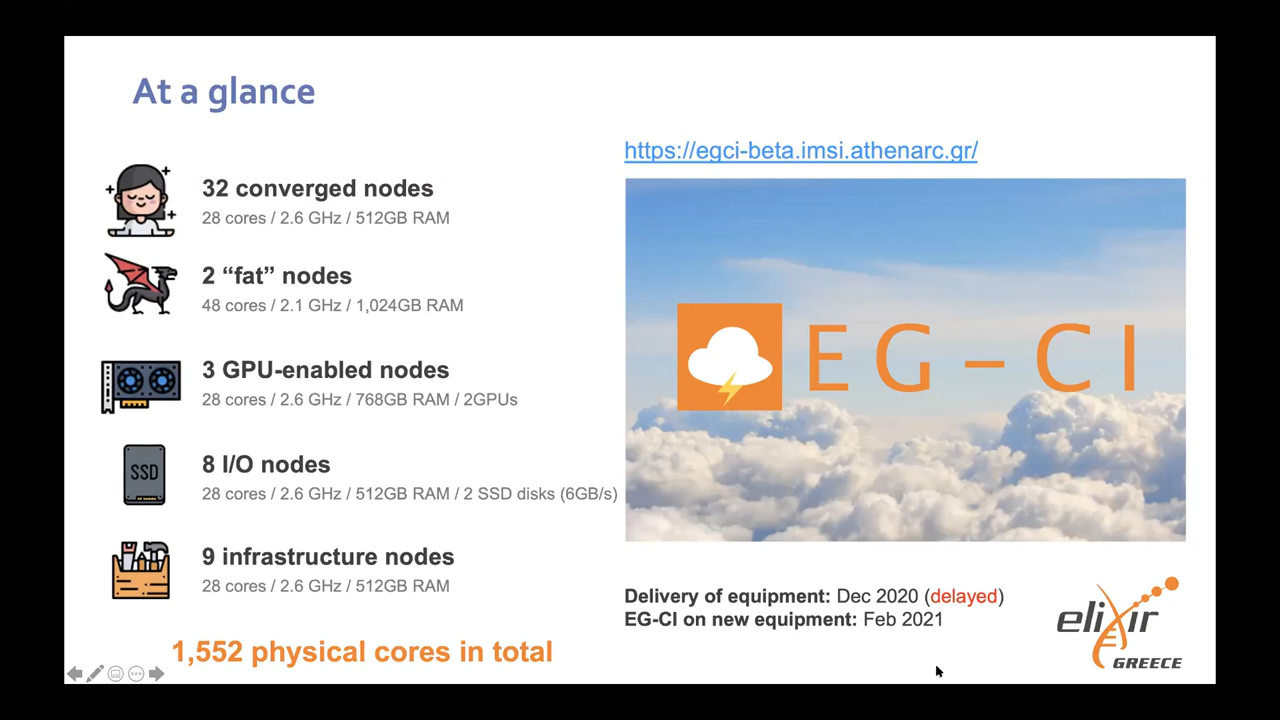 At a glance
32 converged nodes
28 cores / 2.6 GHz / 512GB RAM
2 “fat” nodes
48 cores / 2.1 GHz / 1,024GB RAM
3 GPU-enabled nodes
28 cores / 2.6 GHz / 768GB RAM / 2GPUs
SSD
8 I/O nodes
28 cores / 2.6 GHz / 512GB RAM / 2 SSD disks (6GB/s)
9 infrastructure nodes
28 cores / 2.6 GHz / 512GB RAM
1,552 physical cores in total
https://egci-beta.imsi.athenarc.gr/
EG-CI
Delivery of equipment: Dec 2020 (delayed)
EG-CI on new equipment: Feb 2021
elixir
GREECE